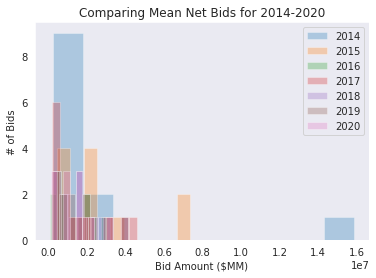 Comparing Mean Net Bids for 2014-2020
# of Bids
8
6
4
2
0
2014
2015
2016
2017
2018
2019
2020
0.0 0.2 0.4 0.6 0.8 1.0 1.2 1.4 1.6
1e7
Bid Amount ($MM)